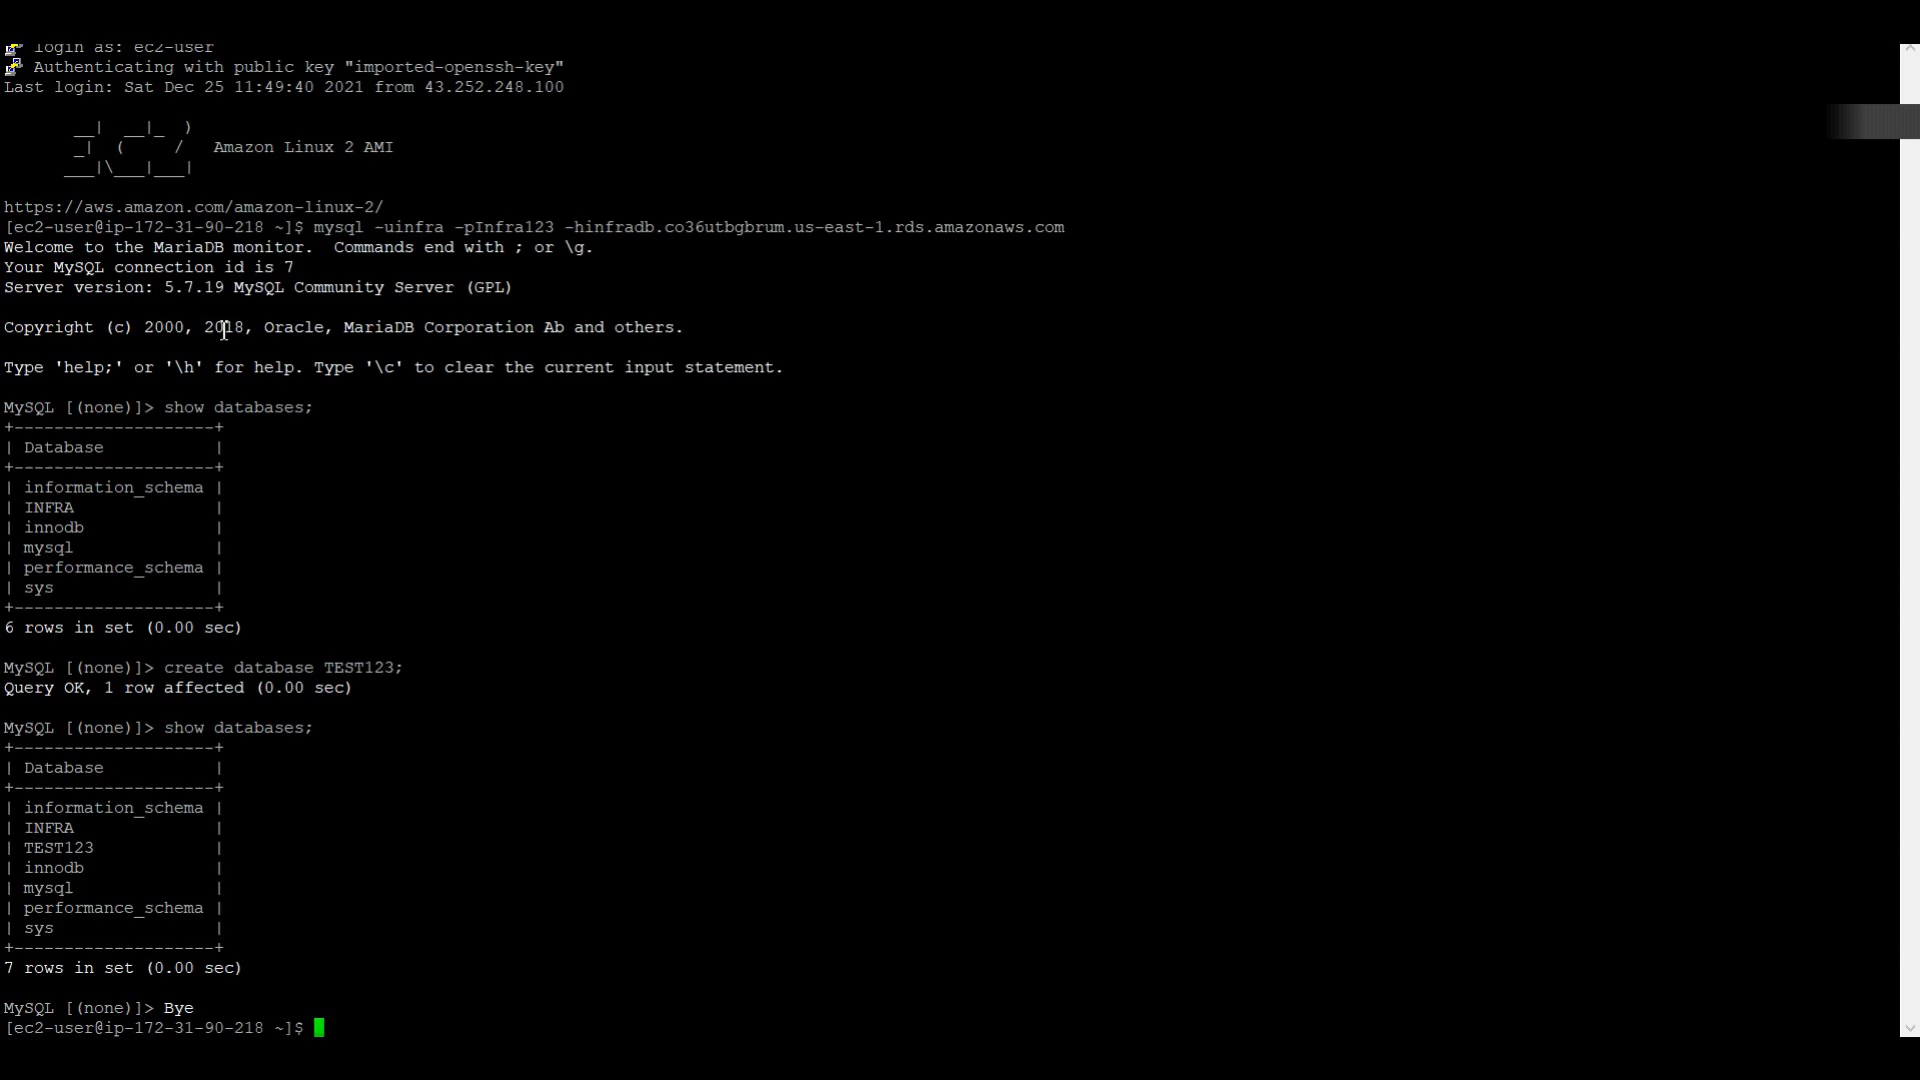 login as: ec2-user
Authenticating with public key "imported-openssh-key"
Last login: Sat Dec 25 11:49:40 2021 from 43.252.248.100
       __|  __|_  )
       _|  (     /   Amazon Linux 2 AMI
      ___|\___|___|
https://aws.amazon.com/amazon-linux-2/
[ec2-user@ip-172-31-90-218 ~]$ mysql -uinfra -pInfra123 -hinfradb.co36utbgbrum.us-east-1.rds.amazonaws.com
Welcome to the MariaDB monitor.  Commands end with ; or \g.
Your MySQL connection id is 7
Server version: 5.7.19 MySQL Community Server (GPL)
Copyright (c) 2000, 2018, Oracle, MariaDB Corporation Ab and others.
Type 'help;' or '\h' for help. Type '\c' to clear the current input statement.
MySQL [(none)]> show databases;
+--------------------+
| Database           |
+--------------------+
| information_schema |
| INFRA              |
| innodb             |
| mysql              |
| performance_schema |
| sys                |
+--------------------+
6 rows in set (0.00 sec)
MySQL [(none)]> create database TEST123;
Query OK, 1 row affected (0.00 sec)
MySQL [(none)]> show databases;
+--------------------+
| Database           |
+--------------------+
| information_schema |
| INFRA              |
| TEST123            |
| innodb             |
| mysql              |
| performance_schema |
| sys                |
+--------------------+
7 rows in set (0.00 sec)
MySQL [(none)]> Bye
[ec2-user@ip-172-31-90-218 ~]$